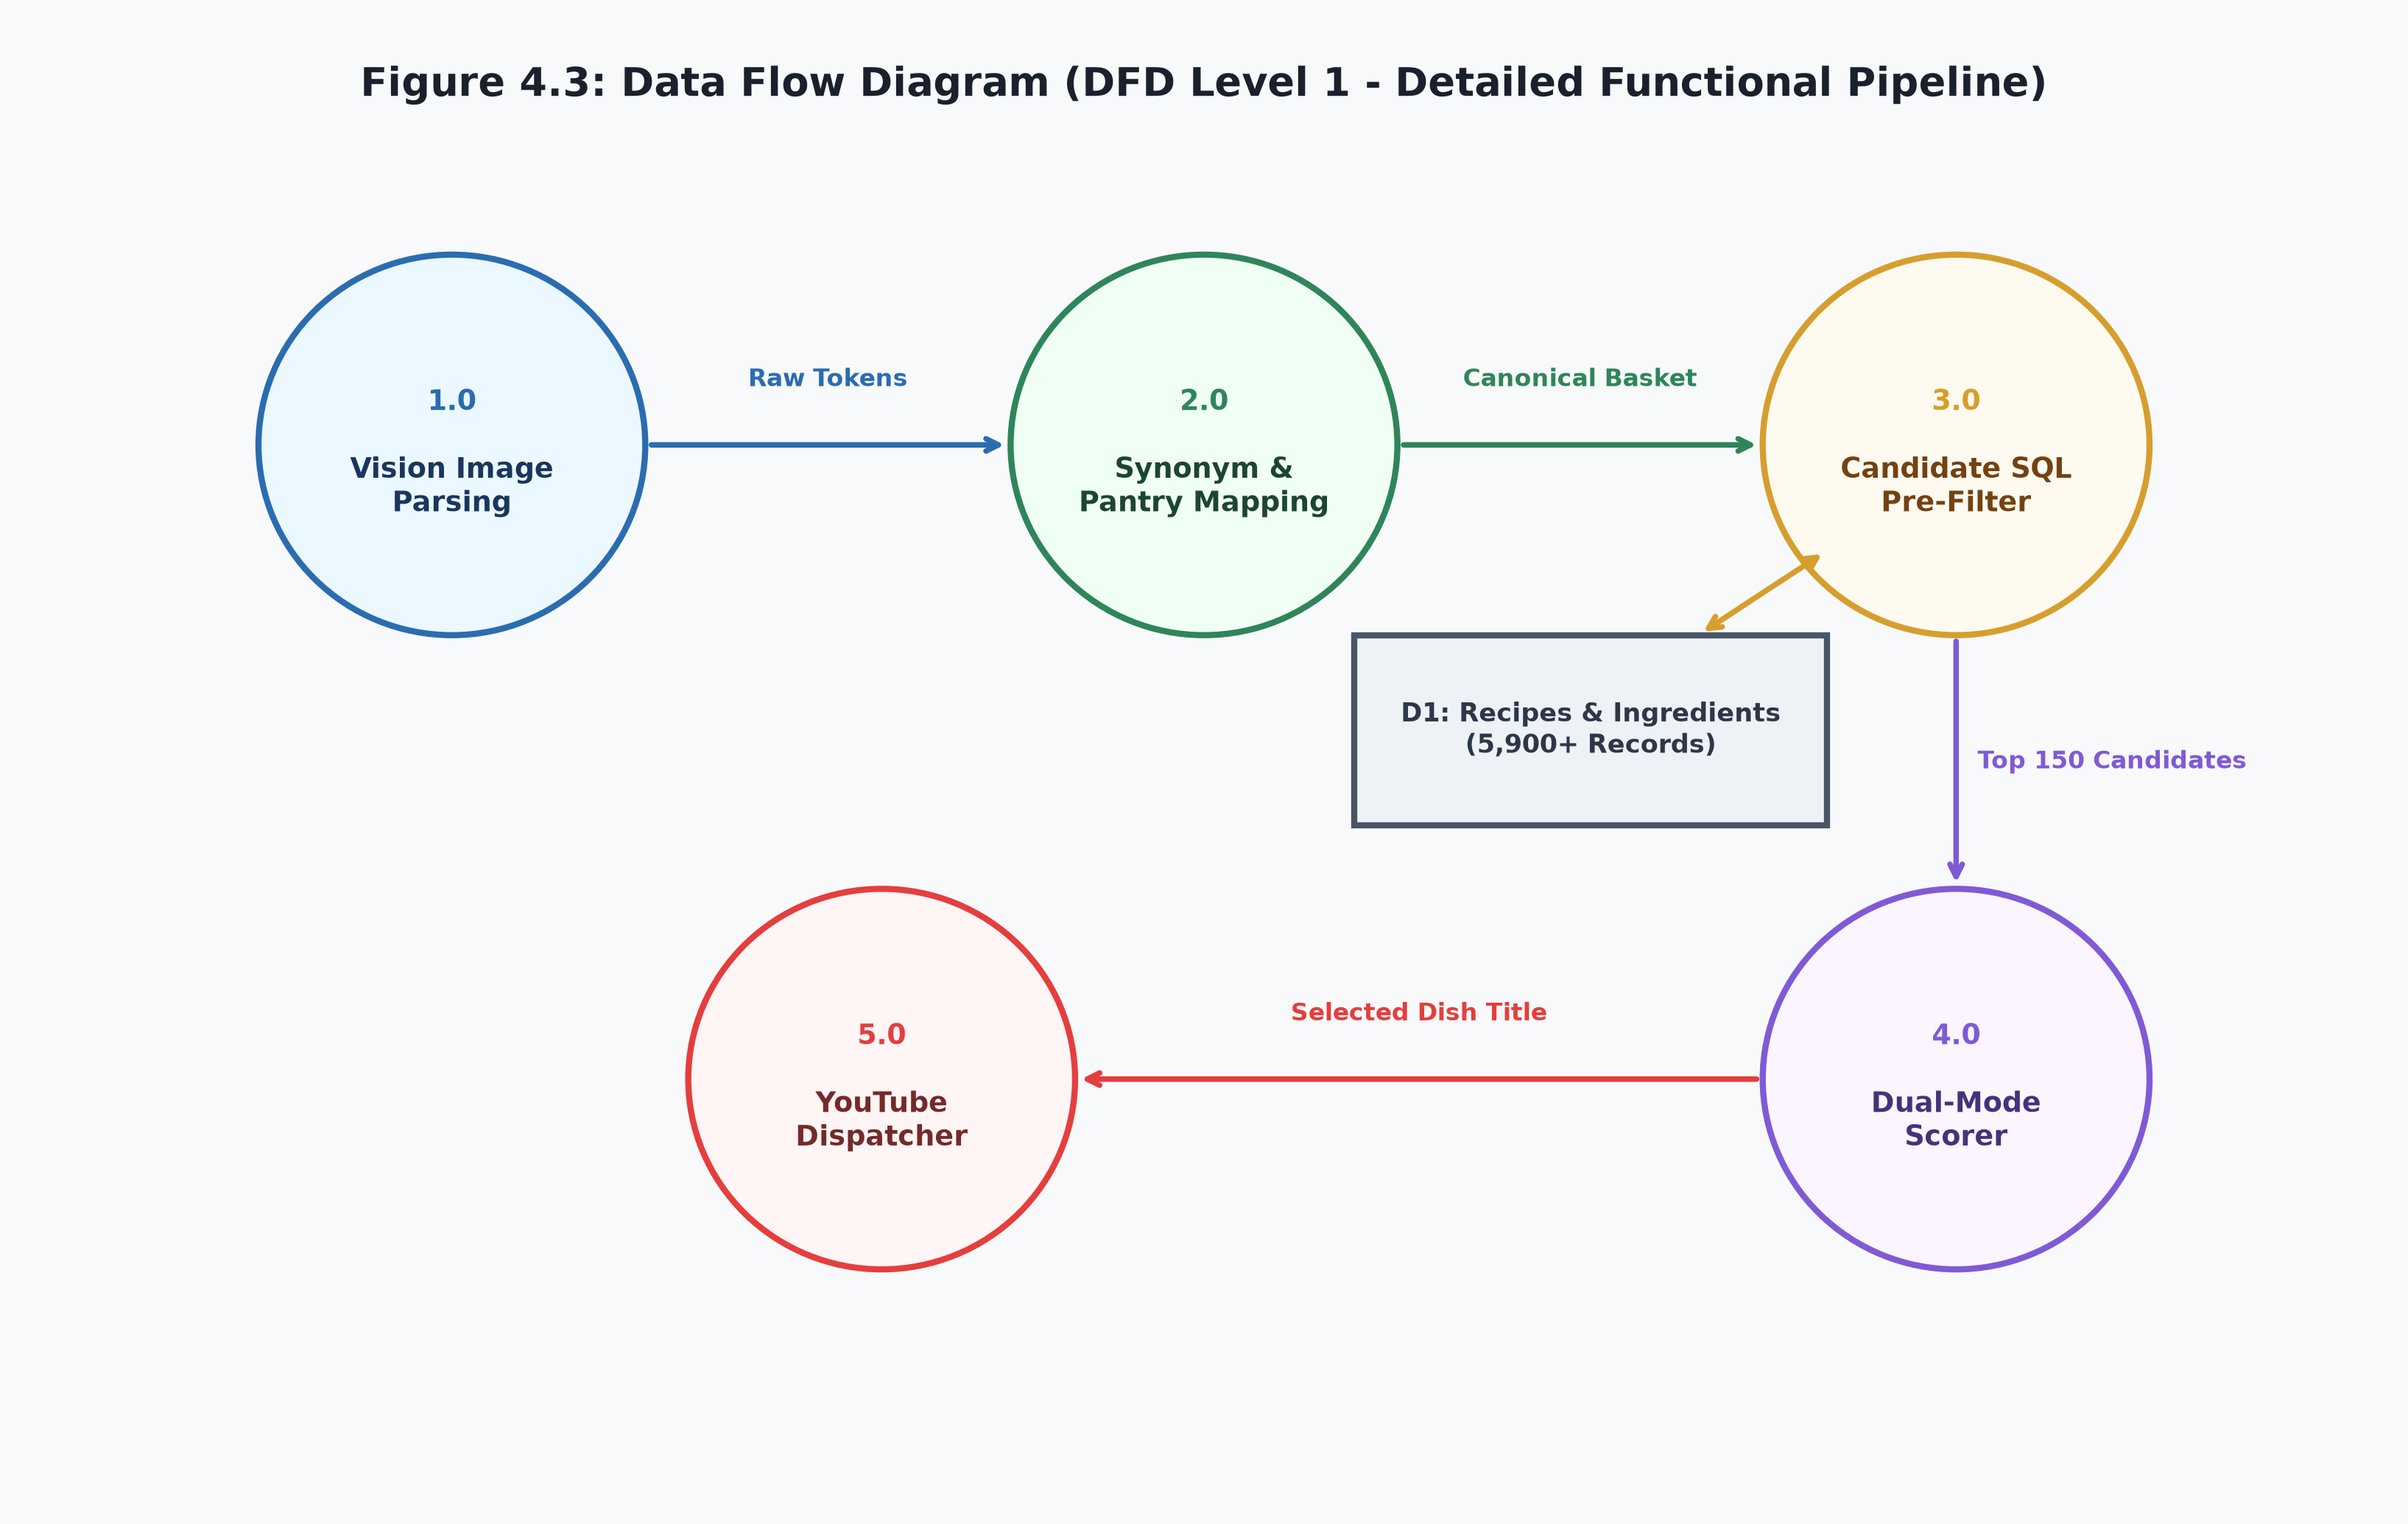 Figure 4.3: Data Flow Diagram (DFD Level 1 - Detailed Functional Pipeline)
1.0
Vision Image
Parsing
Raw Tokens
2.0
Synonym &
Pantry Mapping
Canonical Basket
3.0
Candidate SQL
Pre-Filter
D1: Recipes & Ingredients
(5,900+ Records)
Top 150 Candidates
4.0
Dual-Mode
Scorer
Selected Dish Title
5.0
YouTube
Dispatcher